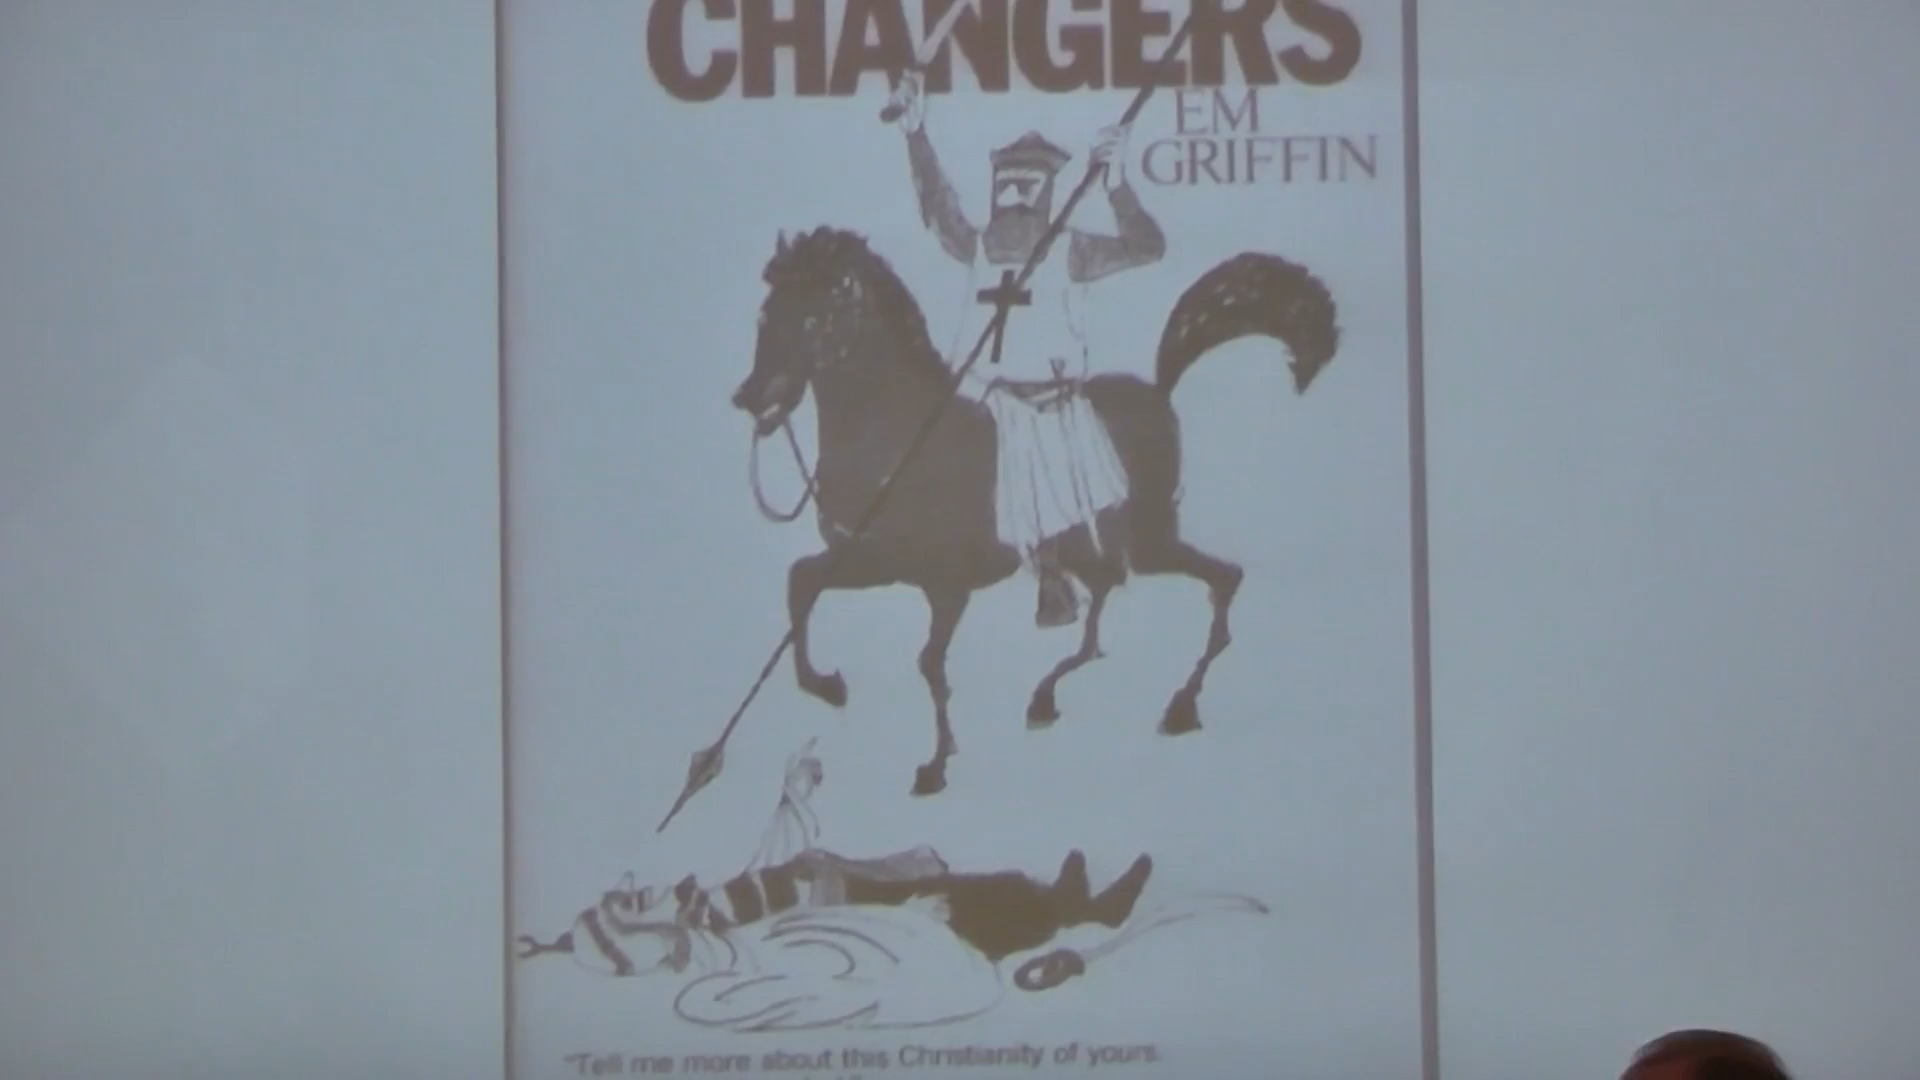 CHANGERS
EM
GRIFFIN
"Tell me more about this Christianity of yours.